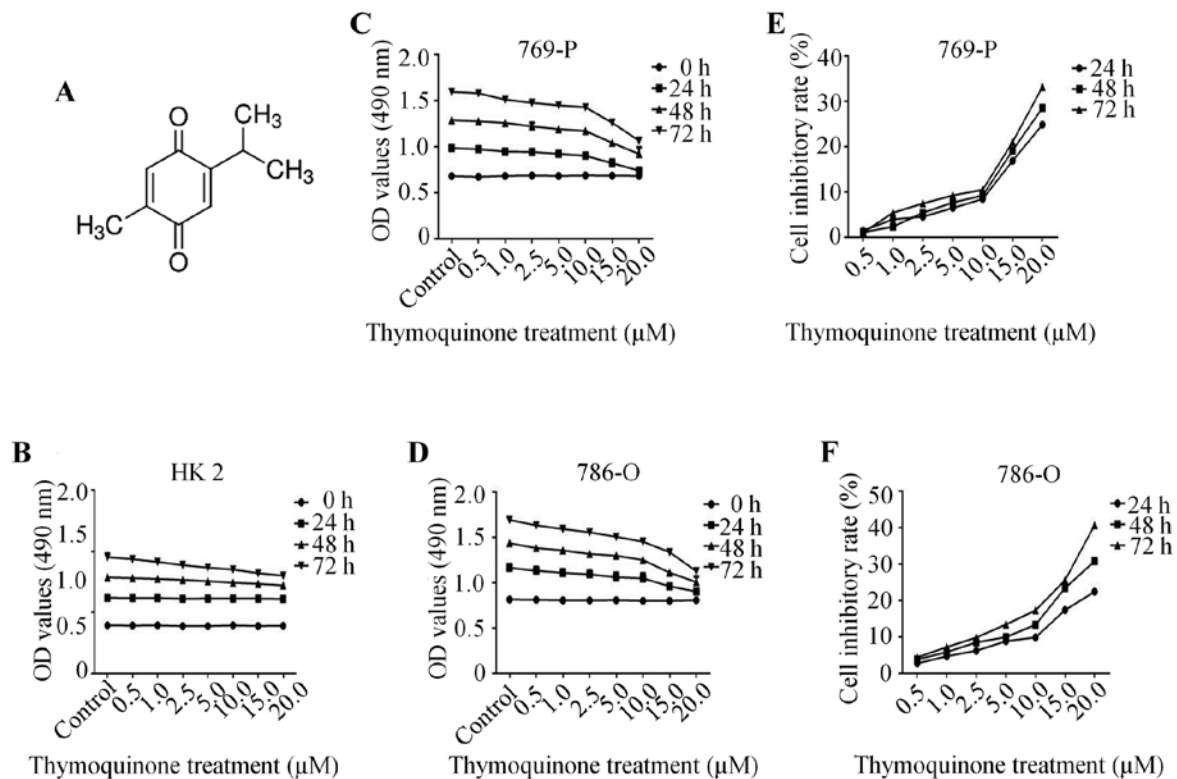 A
O
CH₃
CH₃
H₃C
O
C
769-P
OD values (490 nm)
2.0
1.5
1.0
0.5
0
0 h
24 h
48 h
72 h
Control
0.5
1.0
2.5
5.0
10.0
15.0
20.0
Thymoquinone treatment (µM)
E
769-P
Cell inhibitory rate (%)
40
30
20
10
0
24 h
48 h
72 h
0.5
1.0
2.5
5.0
10.0
15.0
20.0
Thymoquinone treatment (µM)
B
HK 2
OD values (490 nm)
2.0
1.5
1.0
0.5
0
0 h
24 h
48 h
72 h
Control
0.5
1.0
2.5
5.0
10.0
15.0
20.0
Thymoquinone treatment (µM)
D
786-O
OD values (490 nm)
2.0
1.5
1.0
0.5
0
0 h
24 h
48 h
72 h
Control
0.5
1.0
2.5
5.0
10.0
15.0
20.0
Thymoquinone treatment (µM)
F
786-O
Cell inhibitory rate (%)
50
40
30
20
10
0
24 h
48 h
72 h
0.5
1.0
2.5
5.0
10.0
15.0
20.0
Thymoquinone treatment (µM)